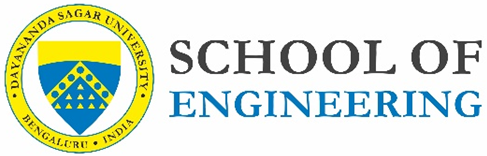 DAYANANDA SAGAR UNIVERSITY
BENGALURU • INDIA
SCHOOL OF
ENGINEERING